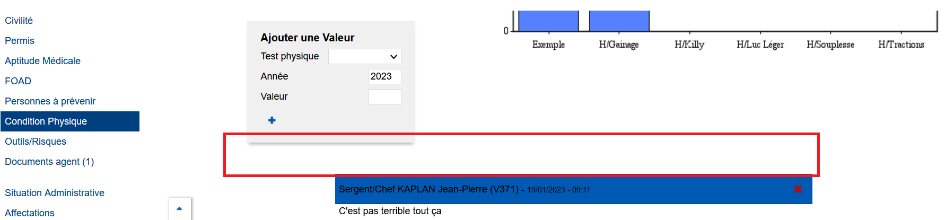 Civilité
Permis
Aptitude Médicale
FOAD
Personnes à prévenir
Condition Physique
Outils/Risques
Documents agent (1)
Situation Administrative
Affectations
Ajouter une Valeur
Test physique
Année 2023
Valeur
0
Exemple H/Gainage H/Killy H/Luc Léger H/Souplesse H/Tractions
Sergent/Chef KAPLAN Jean-Pierre (V371) - 19/01/2023 - 09:11
C'est pas terrible tout ça